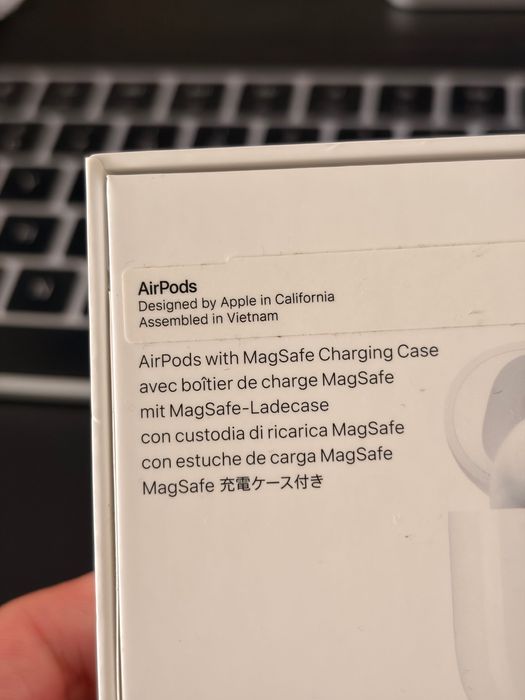 AirPods
Designed by Apple in California
Assembled in Vietnam
AirPods with MagSafe Charging Case
avec boîtier de charge MagSafe
mit MagSafe-Ladecase
con custodia di ricarica MagSafe
con estuche de carga MagSafe
MagSafe 充電ケース付き